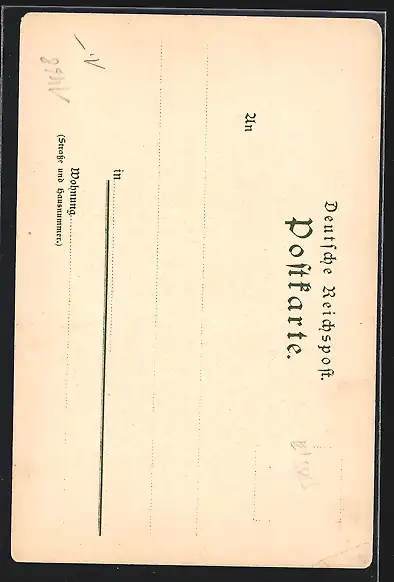 Deutsche Reichspost.
Postkarte.
An
in
Wohnung
(Straße und Hausnummer.)